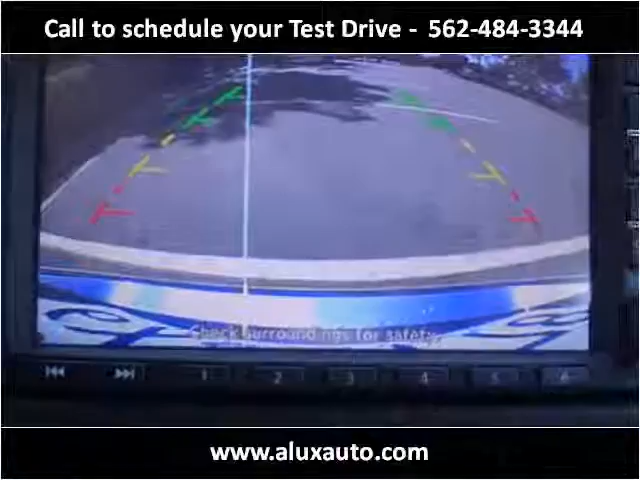 Call to schedule your Test Drive - 562-484-3344
Check surroundings for safety.
1 2 3 4 5 6
www.aluxauto.com